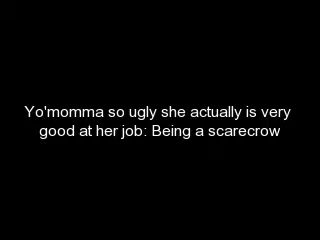 Yo'momma so ugly she actually is very
good at her job: Being a scarecrow